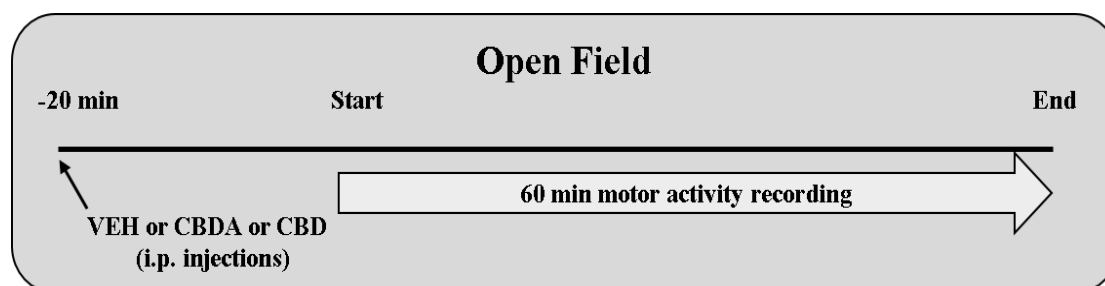 Open Field
-20 min
Start
End
60 min motor activity recording
VEH or CBDA or CBD
(i.p. injections)